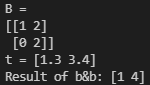 B =
[[1 2]
 [0 2]]
t = [1.3 3.4]
Result of b&b: [1 4]